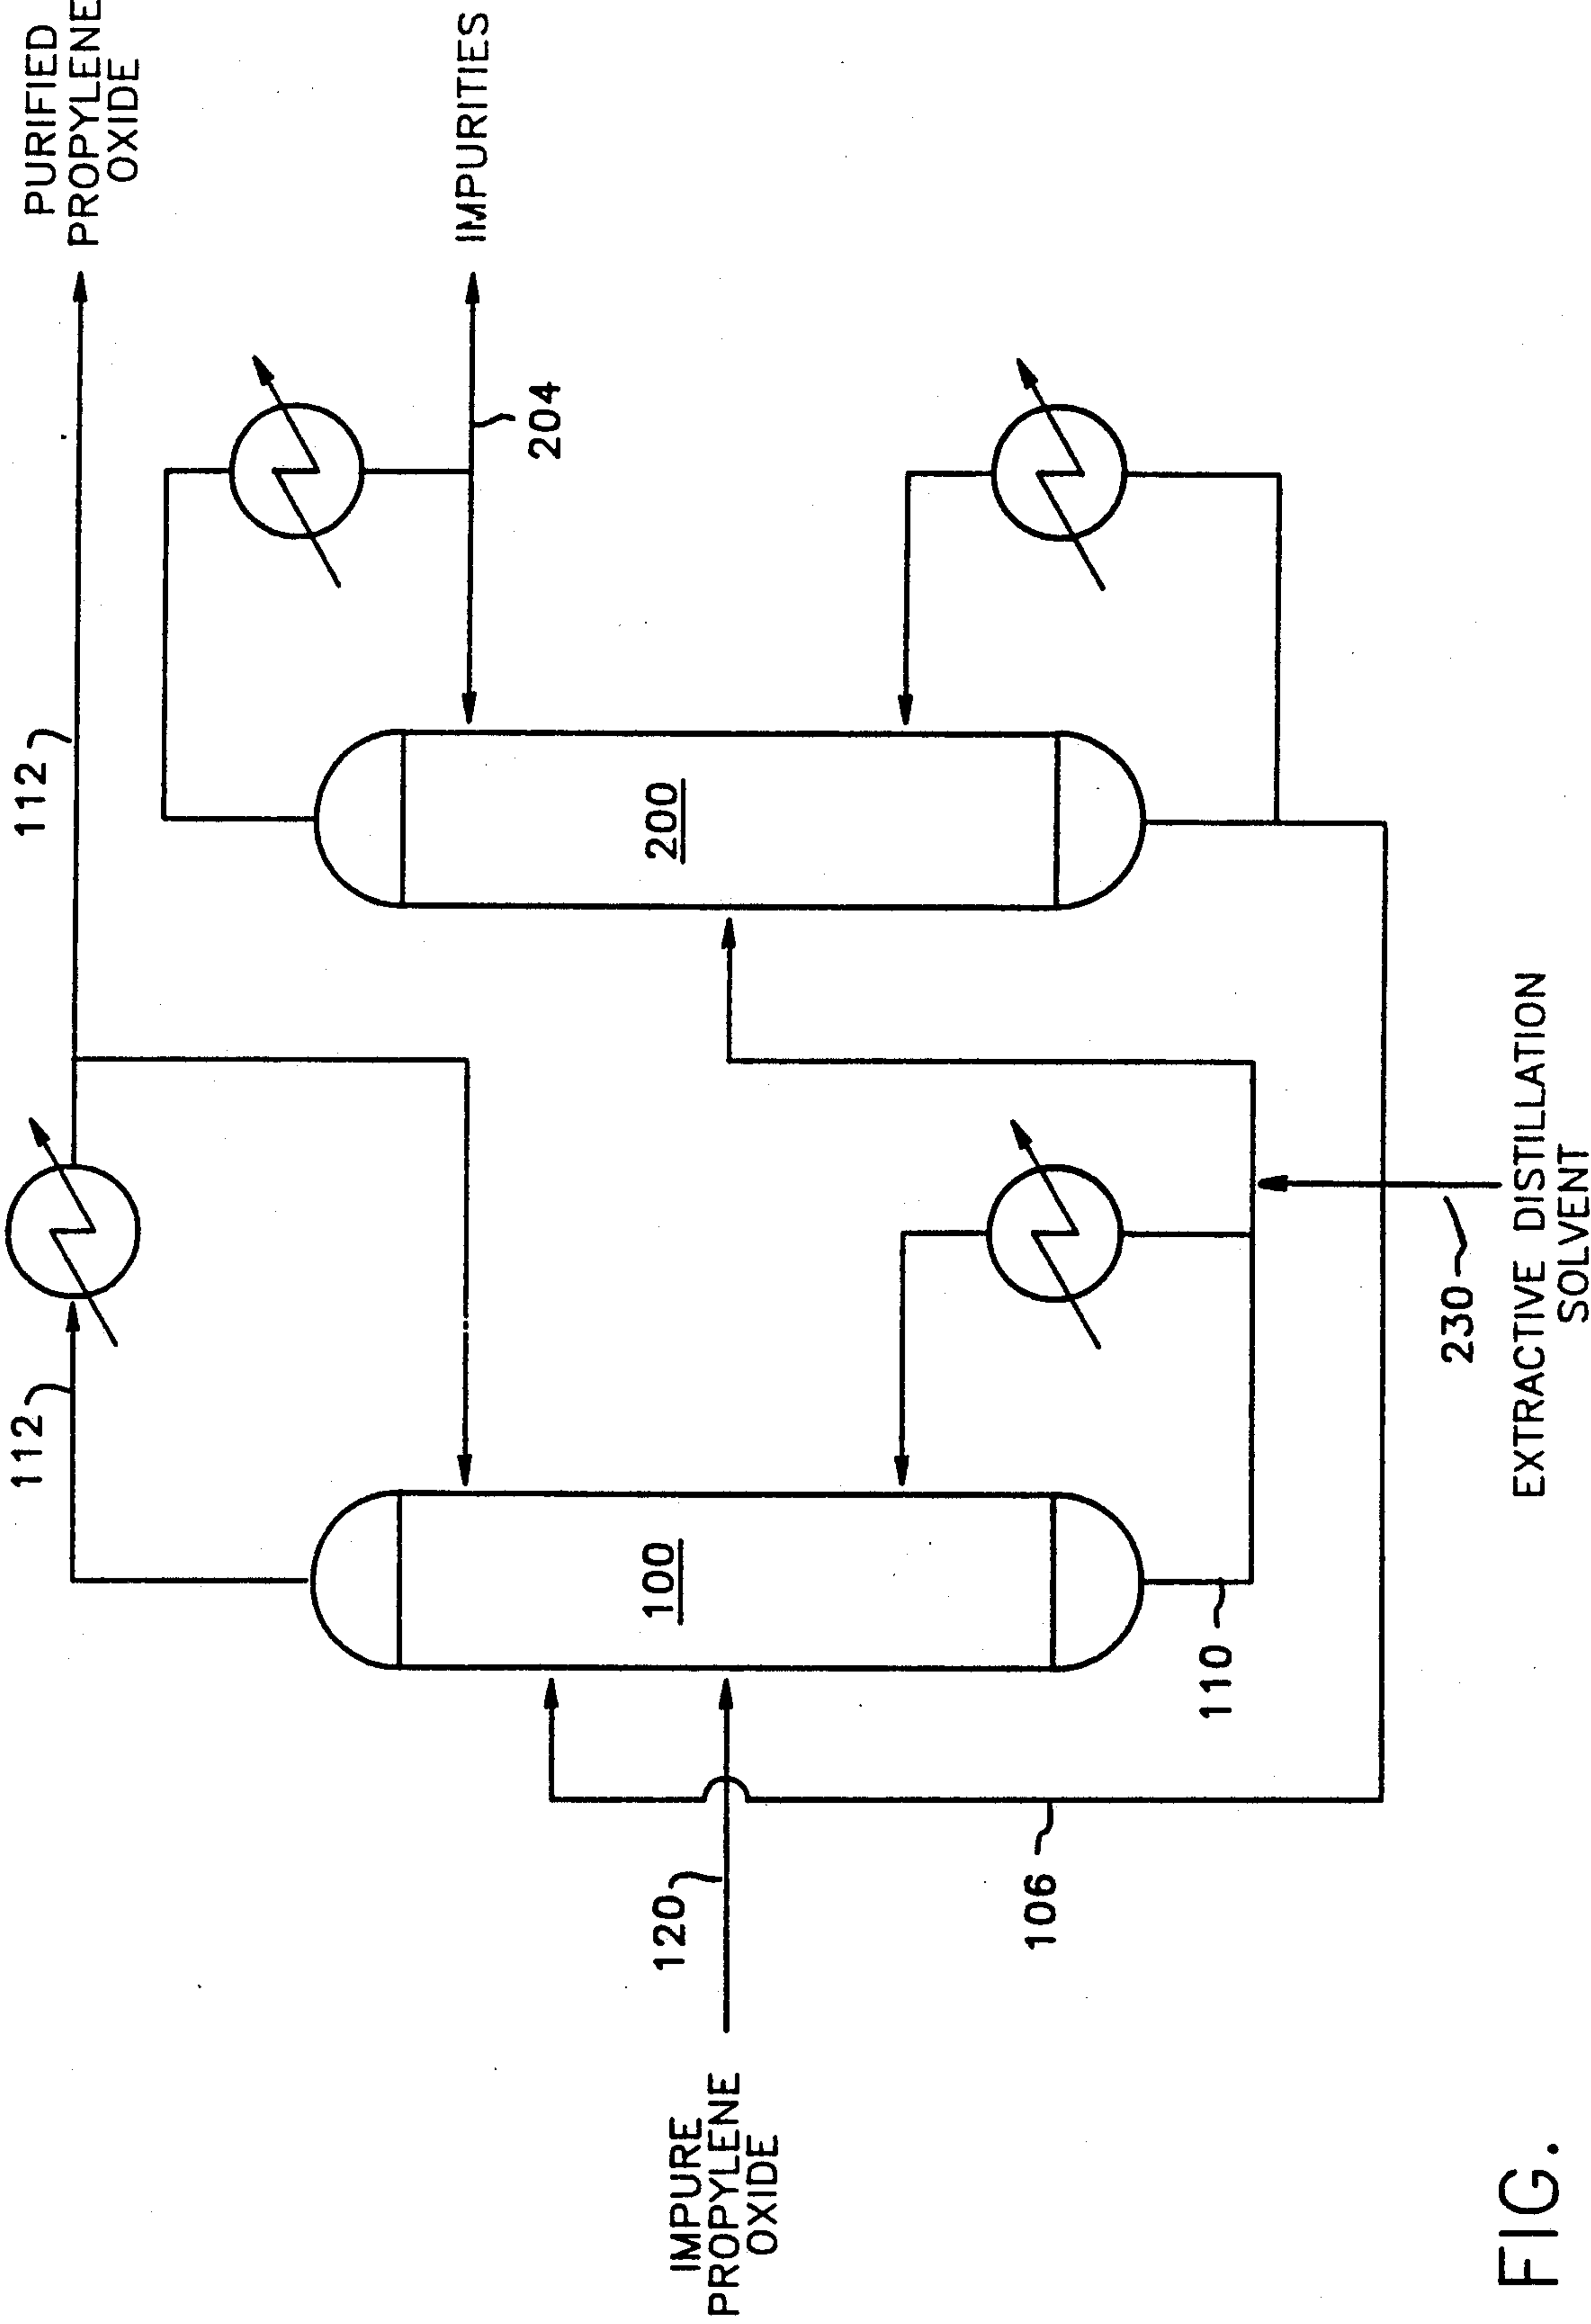 PURIFIED
PROPYLENE
OXIDE
112
112
IMPURITIES
204
200
100
120
IMPURE
PROPYLENE
OXIDE
106
110
230
EXTRACTIVE DISTILLATION
SOLVENT
FIG.